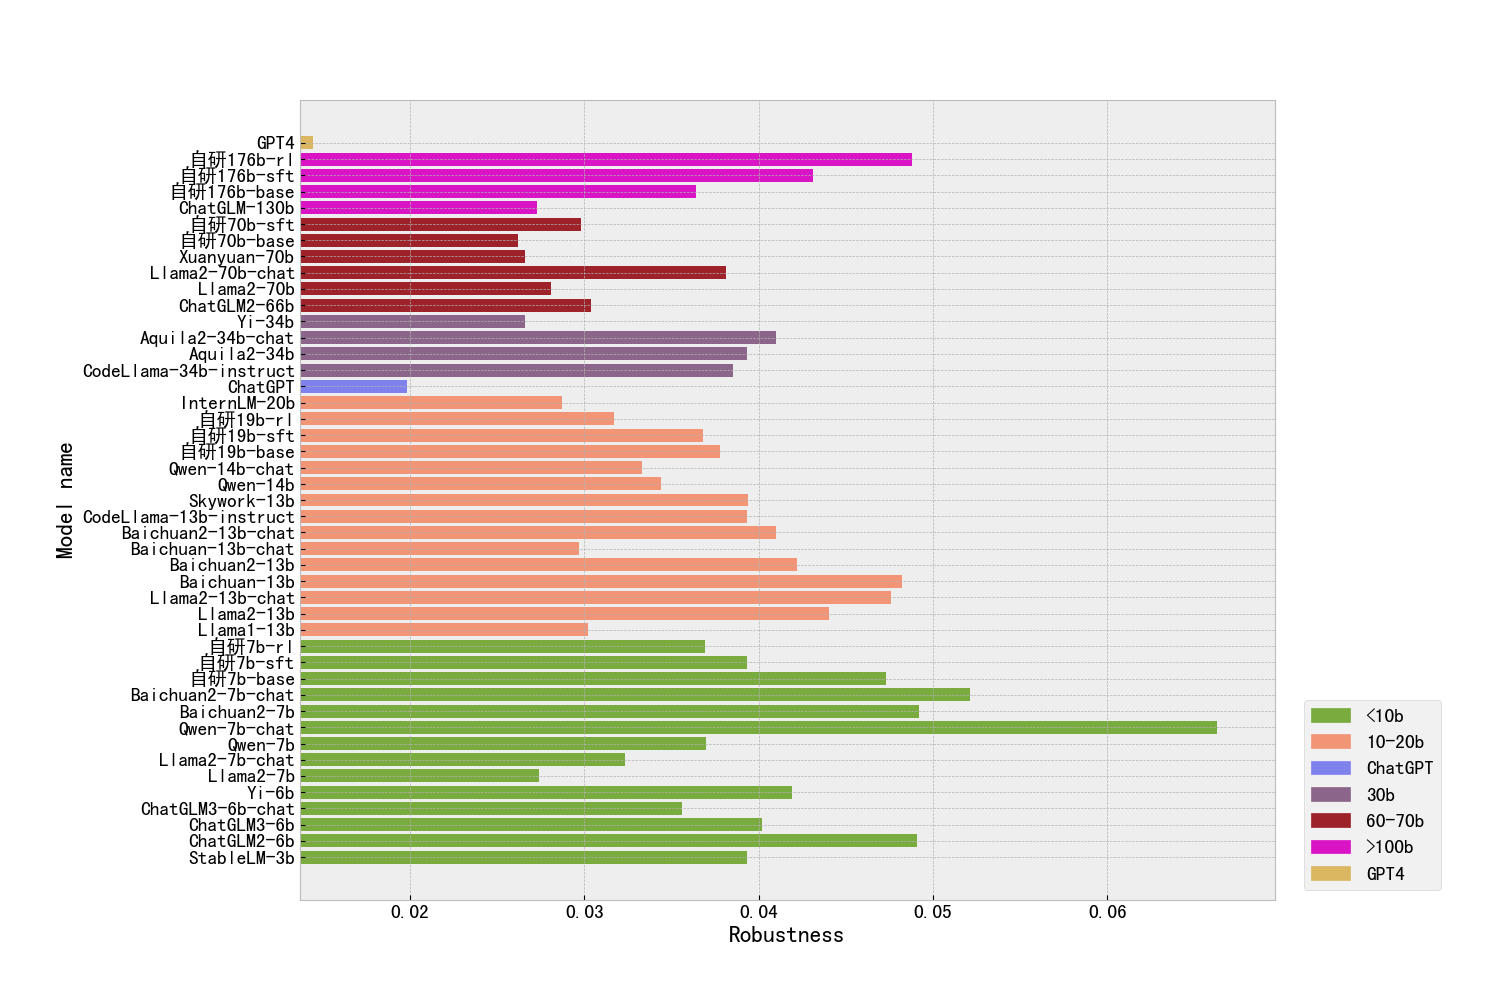 GPT4
自研176b-rl
自研176b-sft
自研176b-base
ChatGLM-130b
自研70b-sft
自研70b-base
Xuanyuan-70b
Llama2-70b-chat
Llama2-70b
ChatGLM2-66b
Yi-34b
Aquila2-34b-chat
Aquila2-34b
CodeLlama-34b-instruct
ChatGPT
InternLM-20b
自研19b-rl
自研19b-sft
自研19b-base
Qwen-14b-chat
Qwen-14b
Skywork-13b
CodeLlama-13b-instruct
Baichuan2-13b-chat
Baichuan-13b-chat
Baichuan2-13b
Baichuan-13b
Llama2-13b-chat
Llama2-13b
Llama1-13b
自研7b-rl
自研7b-sft
自研7b-base
Baichuan2-7b-chat
Baichuan2-7b
Qwen-7b-chat
Qwen-7b
Llama2-7b-chat
Llama2-7b
Yi-6b
ChatGLM3-6b-chat
ChatGLM3-6b
ChatGLM2-6b
StableLM-3b
Model name
0.02 0.03 0.04 0.05 0.06
Robustness
<10b
10-20b
ChatGPT
30b
60-70b
>100b
GPT4